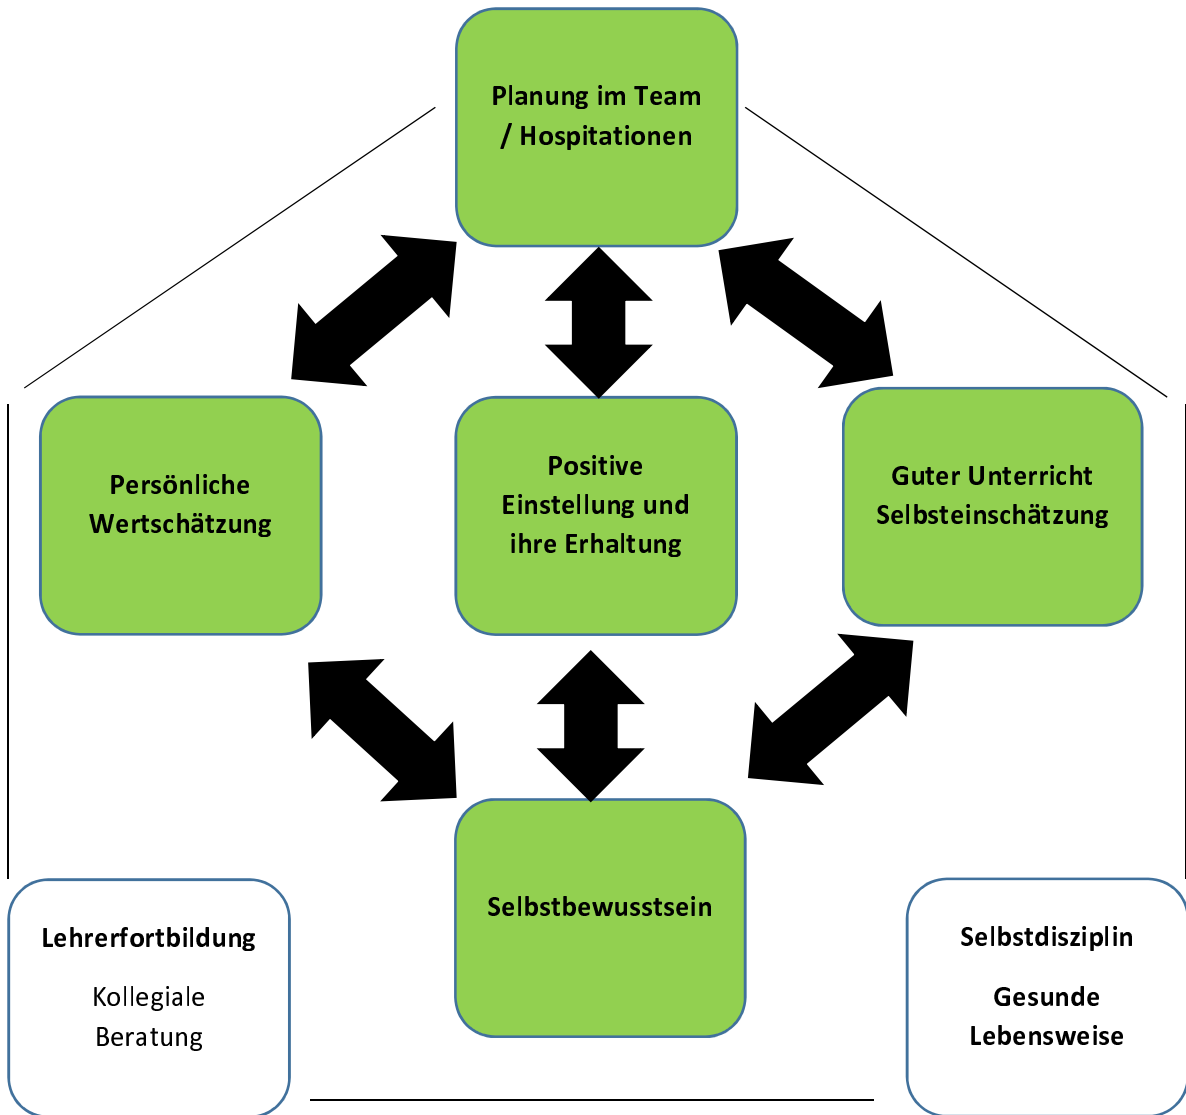 Planung im Team
/ Hospitationen
Persönliche
Wertschätzung
Positive
Einstellung und
ihre Erhaltung
Guter Unterricht
Selbsteinschätzung
Selbstbewusstsein
Lehrerfortbildung
Kollegiale
Beratung
Selbstdisziplin
Gesunde
Lebensweise